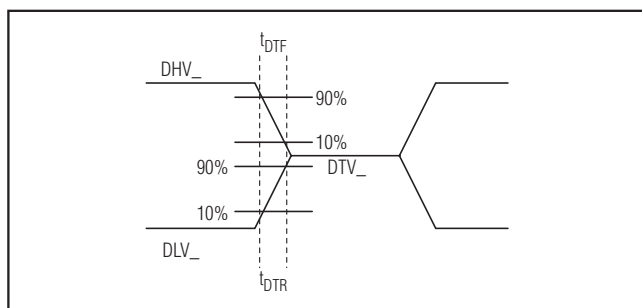 tDTF
DHV_
90%
10%
90%
DTV_
10%
DLV_
tDTR